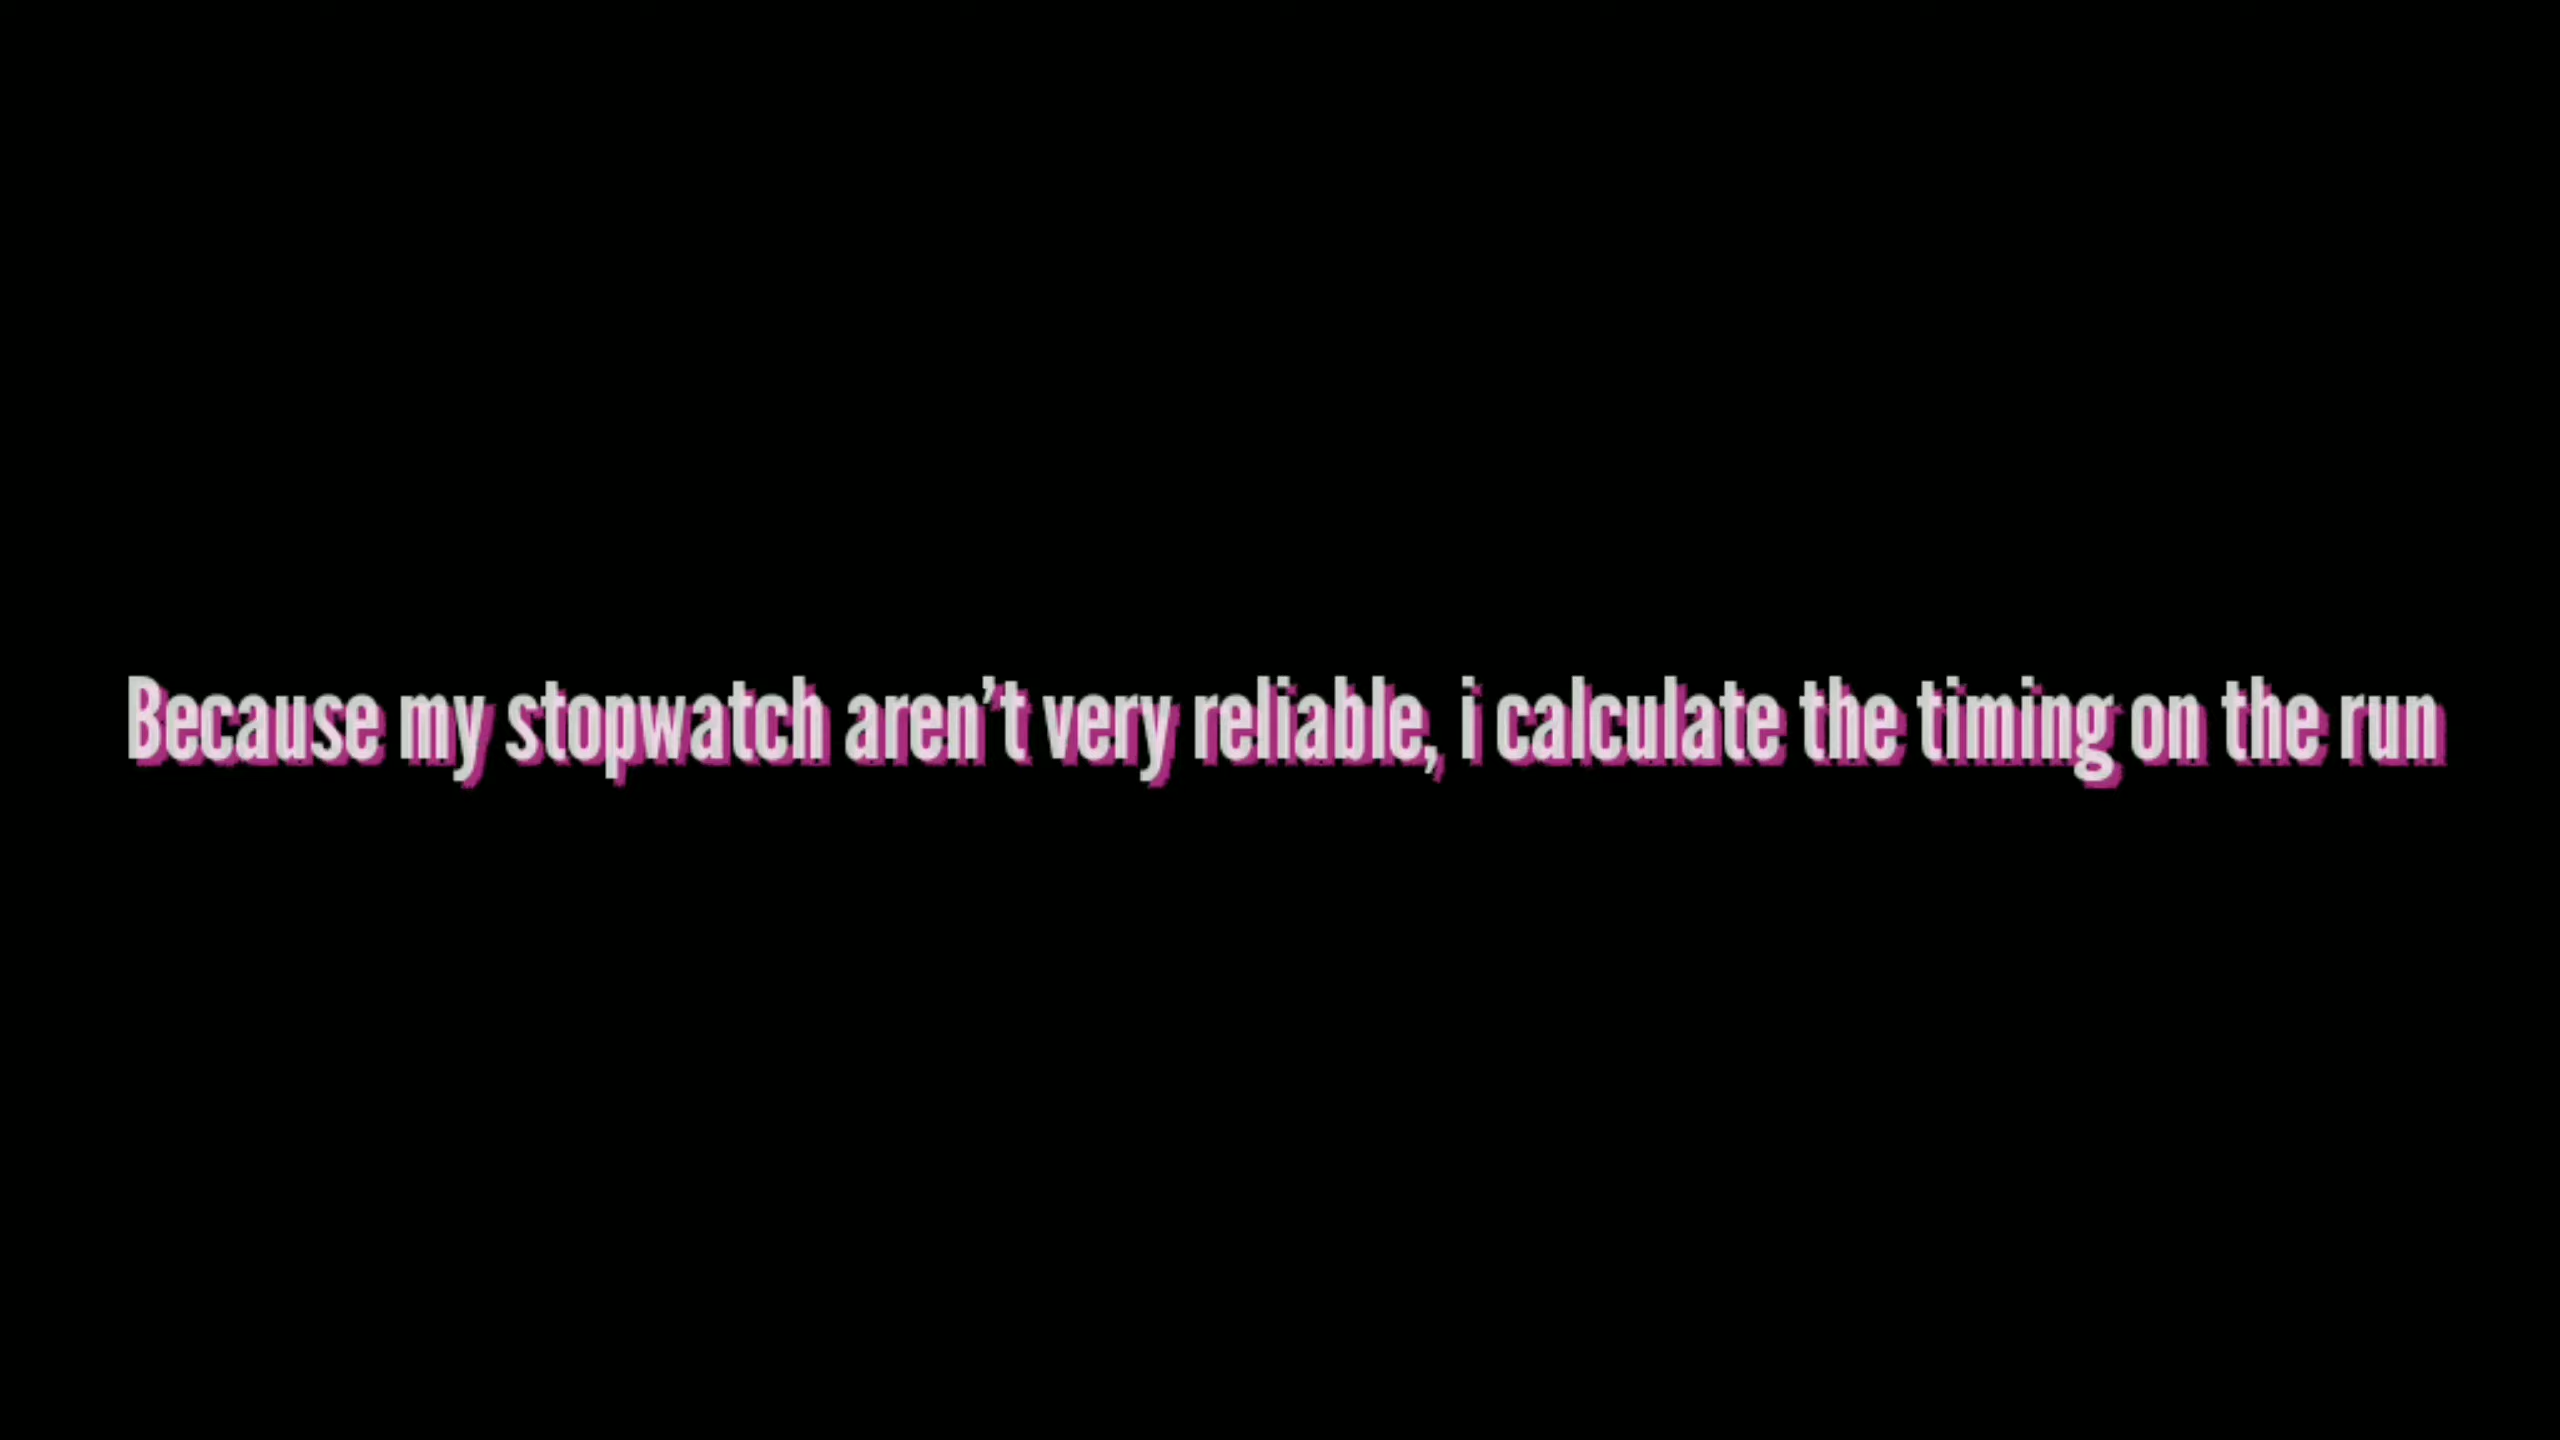 Because my stopwatch aren’t very reliable, i calculate the timing on the run